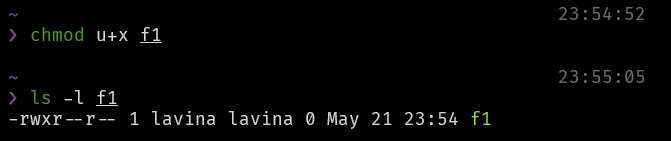 ~ 23:54:52
❯ chmod u+x f1
~ 23:55:05
❯ ls -l f1
-rwxr--r-- 1 lavina lavina 0 May 21 23:54 f1